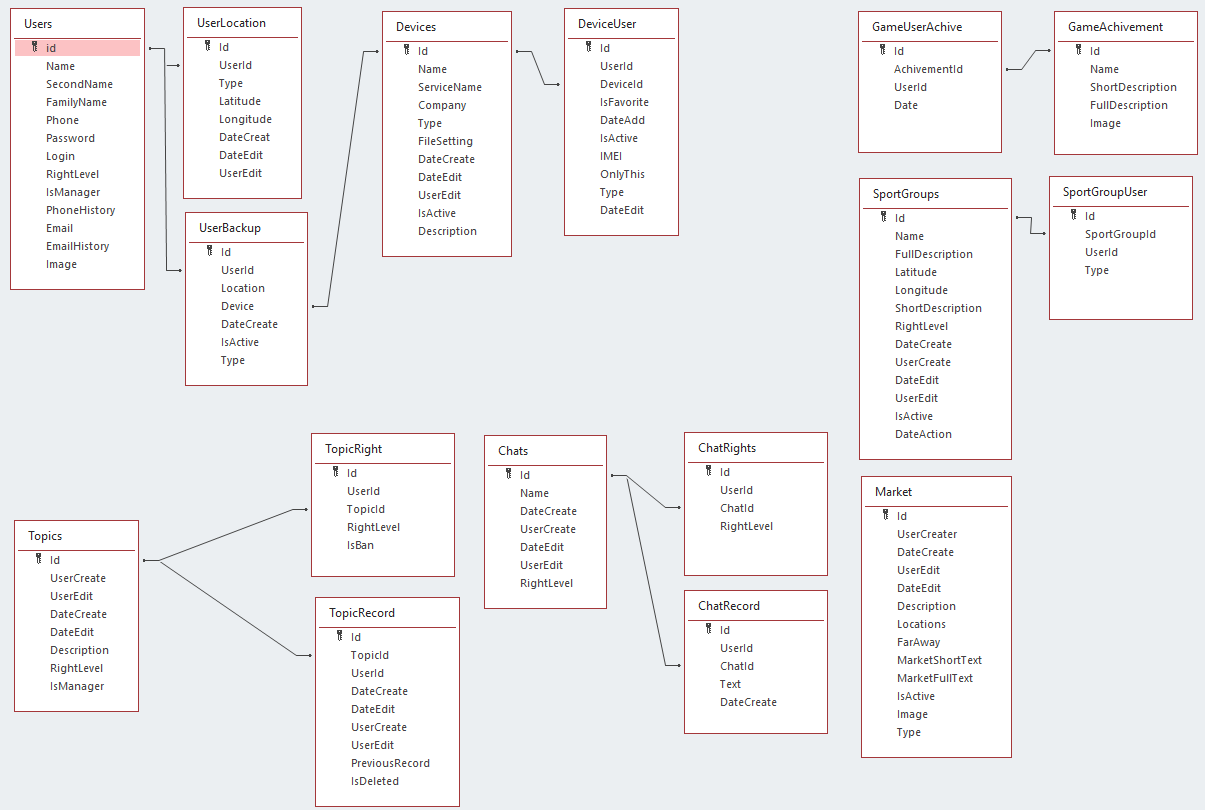 Users
id
Name
SecondName
FamilyName
Phone
Password
Login
RightLevel
IsManager
PhoneHistory
Email
EmailHistory
Image
UserLocation
Id
UserId
Type
Latitude
Longitude
DateCreat
DateEdit
UserEdit
UserBackup
Id
UserId
Location
Device
DateCreate
IsActive
Type
Devices
Id
Name
ServiceName
Company
Type
FileSetting
DateCreate
DateEdit
UserEdit
IsActive
Description
DeviceUser
Id
UserId
DeviceId
IsFavorite
DateAdd
IsActive
IMEI
OnlyThis
Type
DateEdit
GameUserAchive
Id
AchivementId
UserId
Date
GameAchivement
Id
Name
ShortDescription
FullDescription
Image
SportGroups
Id
Name
FullDescription
Latitude
Longitude
ShortDescription
RightLevel
DateCreate
UserCreate
DateEdit
UserEdit
IsActive
DateAction
SportGroupUser
Id
SportGroupId
UserId
Type
Topics
Id
UserCreate
UserEdit
DateCreate
DateEdit
Description
RightLevel
IsManager
TopicRight
Id
UserId
TopicId
RightLevel
IsBan
TopicRecord
Id
TopicId
UserId
DateCreate
DateEdit
UserCreate
UserEdit
PreviousRecord
IsDeleted
Chats
Id
Name
DateCreate
UserCreate
DateEdit
UserEdit
RightLevel
ChatRights
Id
UserId
ChatId
RightLevel
ChatRecord
Id
UserId
ChatId
Text
DateCreate
Market
Id
UserCreater
DateCreate
UserEdit
DateEdit
Description
Locations
FarAway
MarketShortText
MarketFullText
IsActive
Image
Type